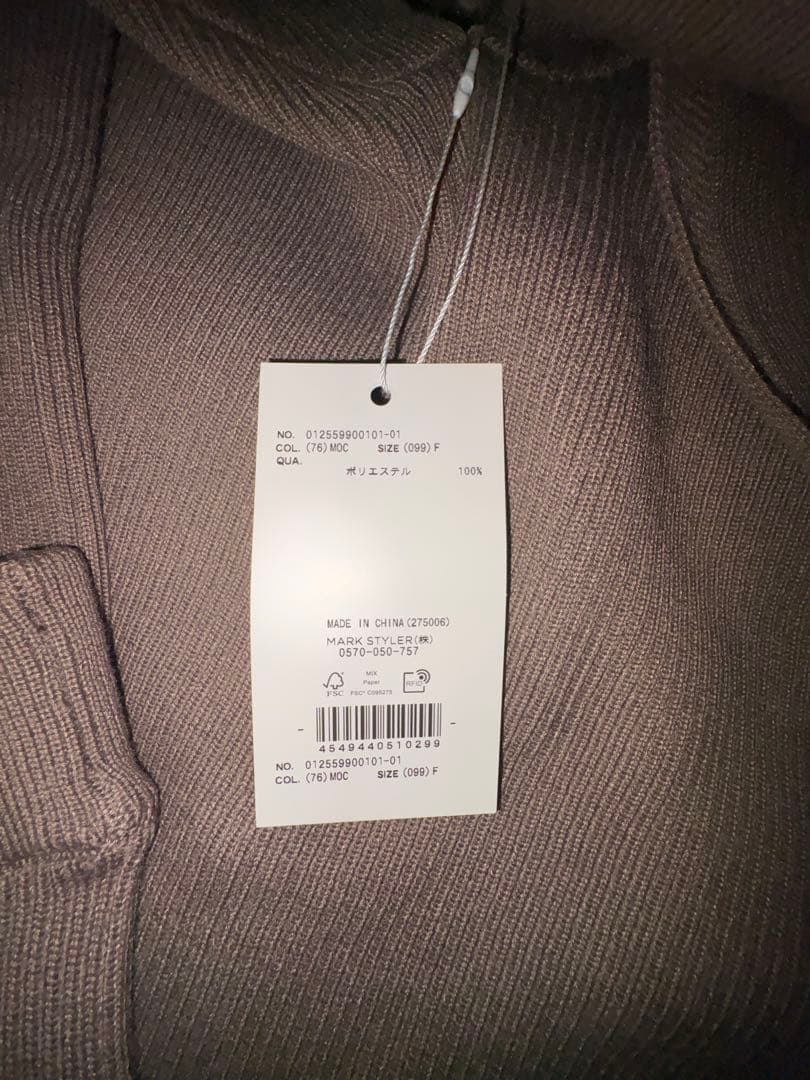 NO. 012559900101-01
COL. (76)MOC SIZE (099)F
QUA.
ポリエステル 100%
MADE IN CHINA(275006)
MARK STYLER(株)
0570-050-757
MIX
Paper
FSC FSC® C095275
RFID
4549440510299
NO. 012559900101-01
COL. (76)MOC SIZE (099)F